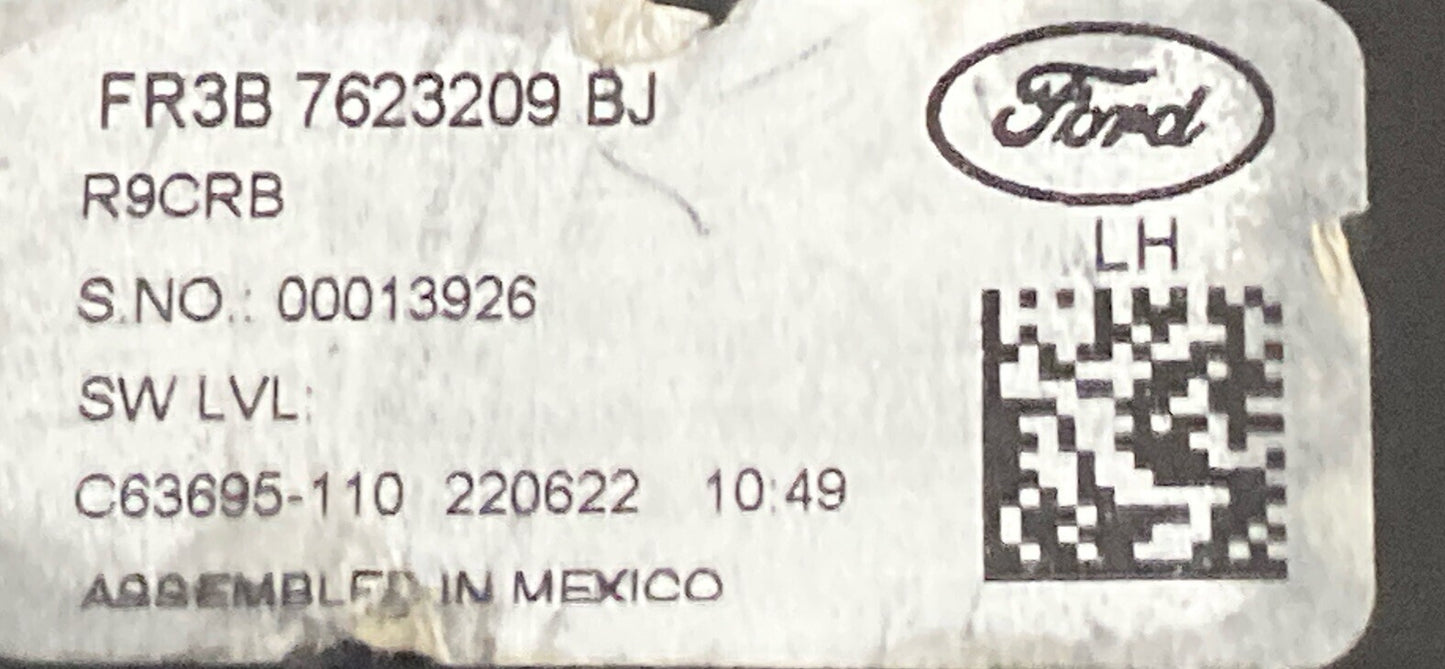 FR3B 7623209 BJ
Ford
R9CRB
LH
S.NO.: 00013926
SW LVL:
C63695-110 220622 10:49
ASSEMBLED IN MEXICO